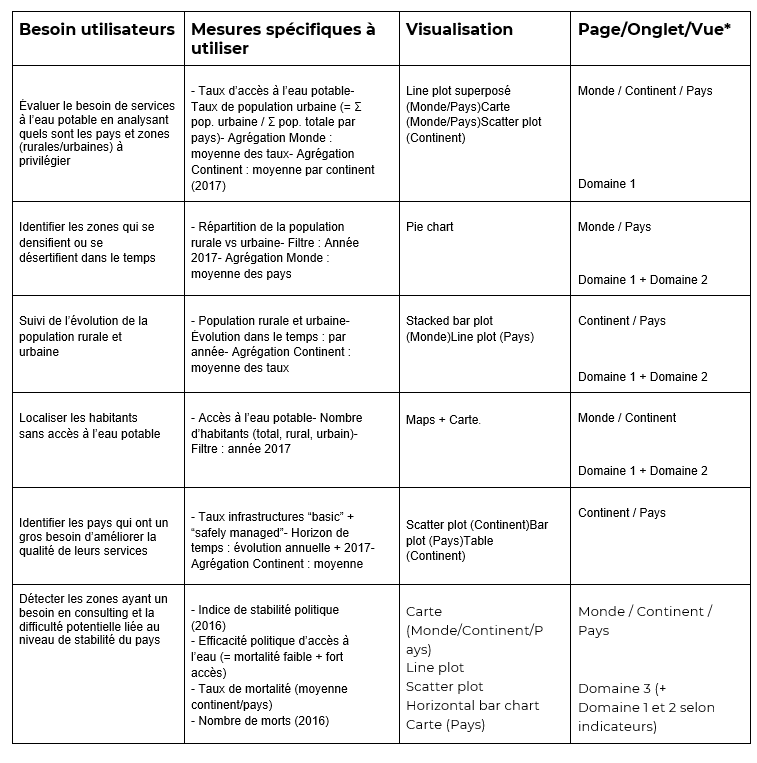 Besoin utilisateurs
Mesures spécifiques à
utiliser
Visualisation
Page/Onglet/Vue*
Évaluer le besoin de services
à l’eau potable en analysant
quels sont les pays et zones
(rurales/urbaines) à
privilégier
- Taux d’accès à l’eau potable-
Taux de population urbaine (= Σ
pop. urbaine / Σ pop. totale par
pays)- Agrégation Monde :
moyenne des taux- Agrégation
Continent : moyenne par continent
(2017)
Line plot superposé
(Monde/Pays)Carte
(Monde/Pays)Scatter plot
(Continent)
Monde / Continent / Pays
Domaine 1
Identifier les zones qui se
densifient ou se
désertifient dans le temps
- Répartition de la population
rurale vs urbaine- Filtre : Année
2017- Agrégation Monde :
moyenne des pays
Pie chart
Monde / Pays
Domaine 1 + Domaine 2
Suivi de l’évolution de la
population rurale et
urbaine
- Population rurale et urbaine-
Évolution dans le temps : par
année- Agrégation Continent :
moyenne des taux
Stacked bar plot
(Monde)Line plot (Pays)
Continent / Pays
Domaine 1 + Domaine 2
Localiser les habitants
sans accès à l’eau potable
- Accès à l’eau potable- Nombre
d’habitants (total, rural, urbain)-
Filtre : année 2017
Maps + Carte.
Monde / Continent
Domaine 1 + Domaine 2
Identifier les pays qui ont un
gros besoin d’améliorer la
qualité de leurs services
- Taux infrastructures “basic” +
“safely managed”- Horizon de
temps : évolution annuelle + 2017-
Agrégation Continent : moyenne
Scatter plot (Continent)Bar
plot (Pays)Table
(Continent)
Continent / Pays
Détecter les zones ayant un
besoin en consulting et la
difficulté potentielle liée au
niveau de stabilité du pays
- Indice de stabilité politique
(2016)
- Efficacité politique d’accès à
l’eau (= mortalité faible + fort
accès)
- Taux de mortalité (moyenne
continent/pays)
- Nombre de morts (2016)
Carte
(Monde/Continent/P
ays)
Line plot
Scatter plot
Horizontal bar chart
Carte (Pays)
Monde / Continent /
Pays
Domaine 3 (+
Domaine 1 et 2 selon
indicateurs)